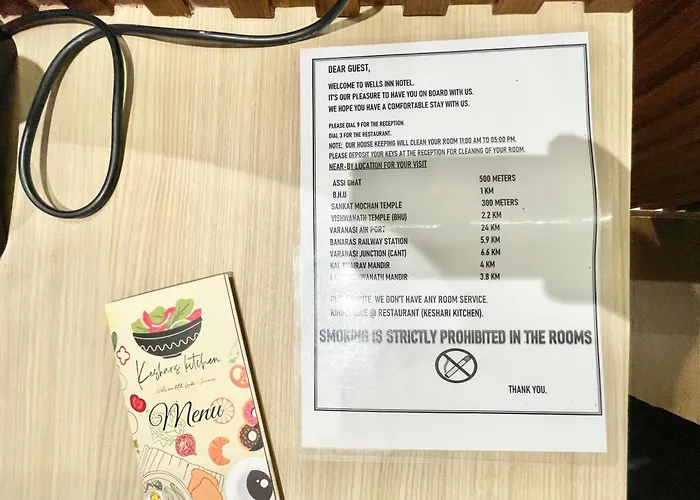 DEAR GUEST,
WELCOME TO WELLS INN HOTEL.
IT'S OUR PLEASURE TO HAVE YOU ON BOARD WITH US.
WE HOPE YOU HAVE A COMFORTABLE STAY WITH US.
PLEASE DIAL 9 FOR THE RECEPTION.
DIAL 3 FOR THE RESTAURANT.
NOTE: OUR HOUSE KEEPING WILL CLEAN YOUR ROOM 11:00 AM TO 05:00 PM.
PLEASE DEPOSIT YOUR KEYS AT THE RECEPTION FOR CLEANING OF YOUR ROOM.
NEAR-BY LOCATION FOR YOUR VISIT
ASSI GHAT 500 METERS
B.H.U 1 KM
SANKAT MOCHAN TEMPLE 300 METERS
VISHWANATH TEMPLE (BHU) 2.2 KM
VARANASI AIR PORT 24 KM
BANARAS RAILWAY STATION 5.9 KM
VARANASI JUNCTION (CANT) 6.6 KM
MANDIR 4 KM
MANDIR 3.8 KM
WE DON'T HAVE ANY ROOM SERVICE.
@ RESTAURANT (KESHARI KITCHEN).
SMOKING IS STRICTLY PROHIBITED IN THE ROOMS
THANK YOU.
kitchen
Menu